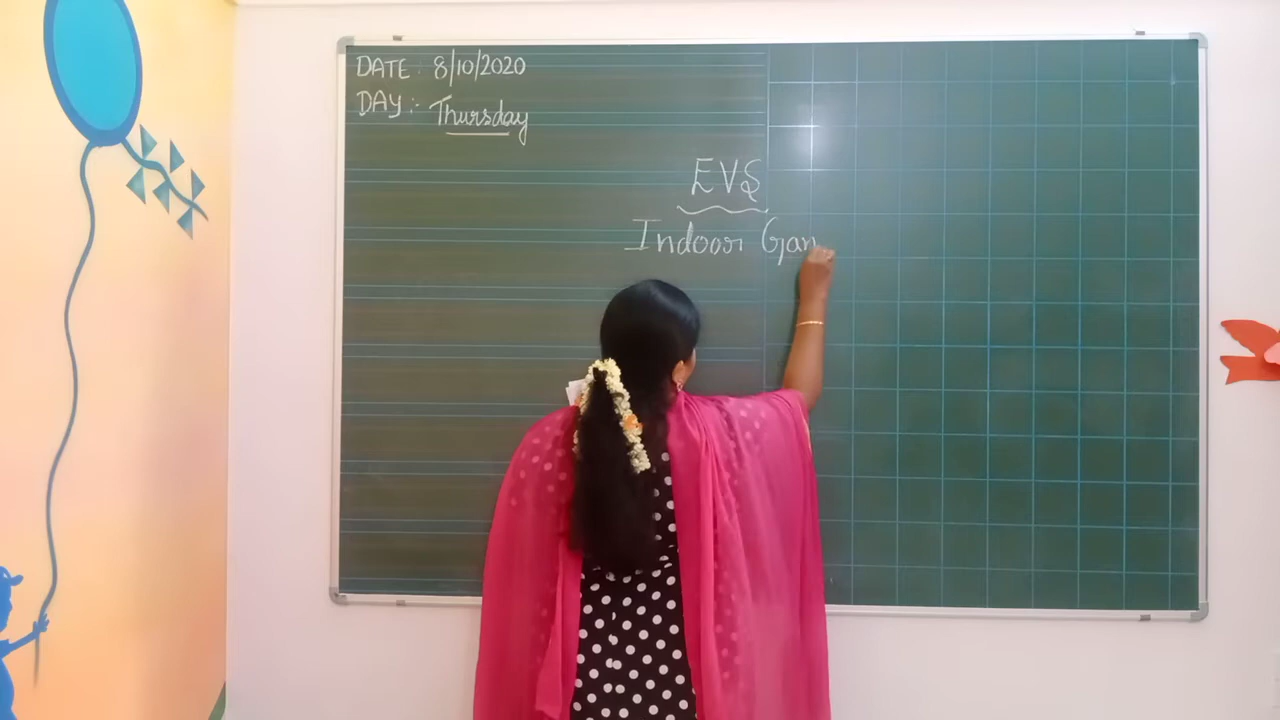 DATE : 8/10/2020
DAY :- Thursday
EVS
Indoor Gam